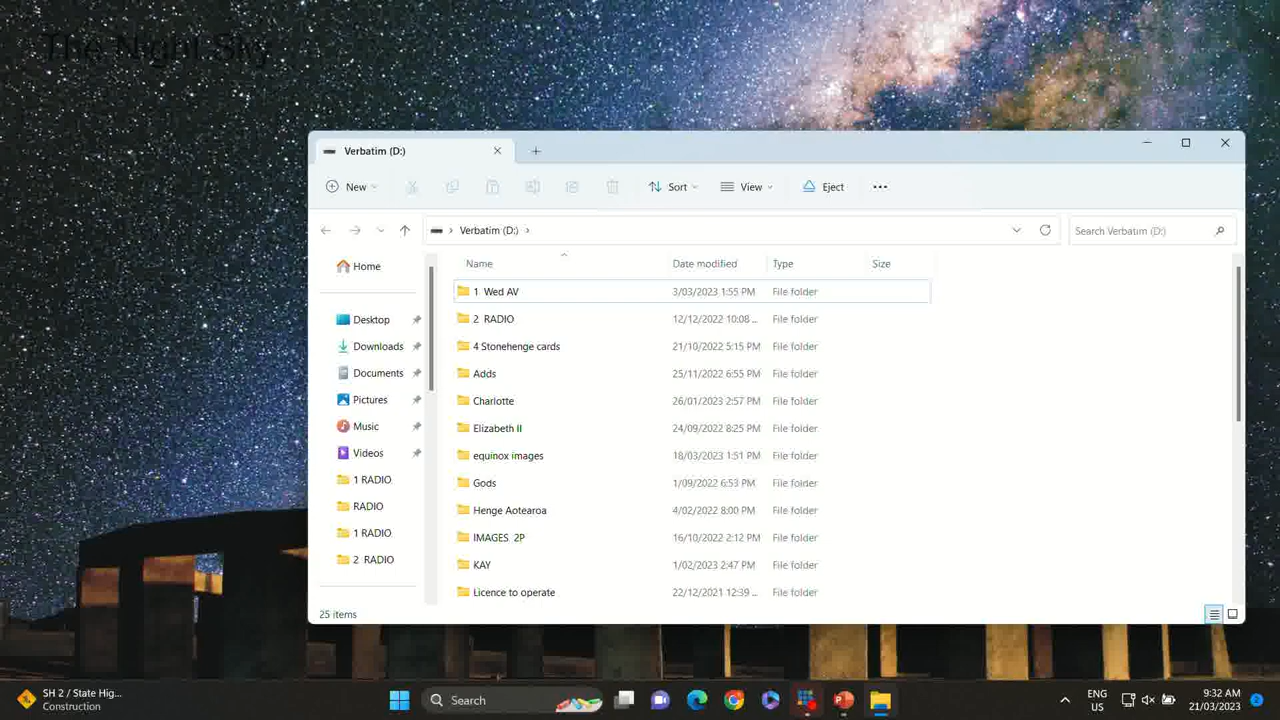 The Night Sky
Verbatim (D:)
New
Sort
View
Eject
Verbatim (D:)
Search Verbatim (D:)
Home
Desktop
Downloads
Documents
Pictures
Music
Videos
1 RADIO
RADIO
1 RADIO
2 RADIO
Name Date modified Type Size
1 Wed AV 3/03/2023 1:55 PM File folder
2 RADIO 12/12/2022 10:08 ... File folder
4 Stonehenge cards 21/10/2022 5:15 PM File folder
Adds 25/11/2022 6:55 PM File folder
Charlotte 26/01/2023 2:57 PM File folder
Elizabeth II 24/09/2022 8:25 PM File folder
equinox images 18/03/2023 1:51 PM File folder
Gods 1/09/2022 6:53 PM File folder
Henge Aotearoa 4/02/2022 8:00 PM File folder
IMAGES 2P 16/10/2022 2:12 PM File folder
KAY 1/02/2023 2:47 PM File folder
Licence to operate 22/12/2021 12:39 ... File folder
25 items
SH 2 / State Hig...
Construction
Search
ENG
US
9:32 AM
21/03/2023
2